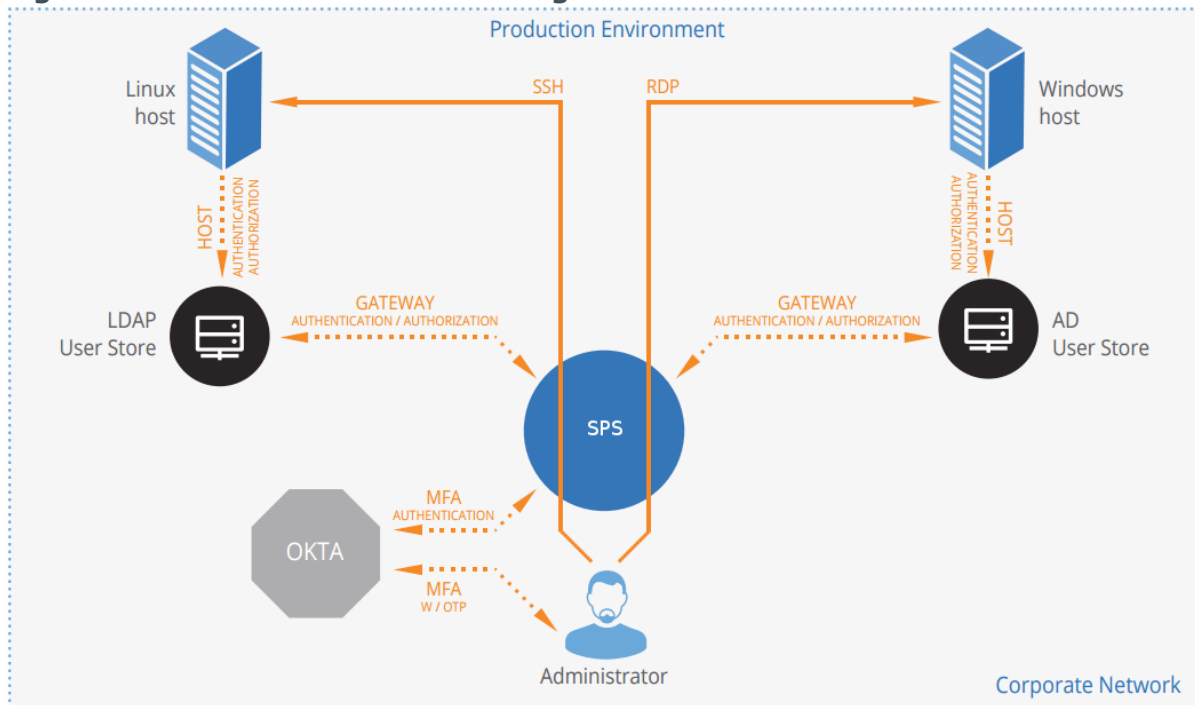 Production Environment
SSH
RDP
Linux
host
Windows
host
HOST
AUTHENTICATION
AUTHORIZATION
HOST
AUTHENTICATION
AUTHORIZATION
LDAP
User Store
GATEWAY
AUTHENTICATION / AUTHORIZATION
GATEWAY
AUTHENTICATION / AUTHORIZATION
AD
User Store
SPS
MFA
AUTHENTICATION
OKTA
MFA
W / OTP
Administrator
Corporate Network